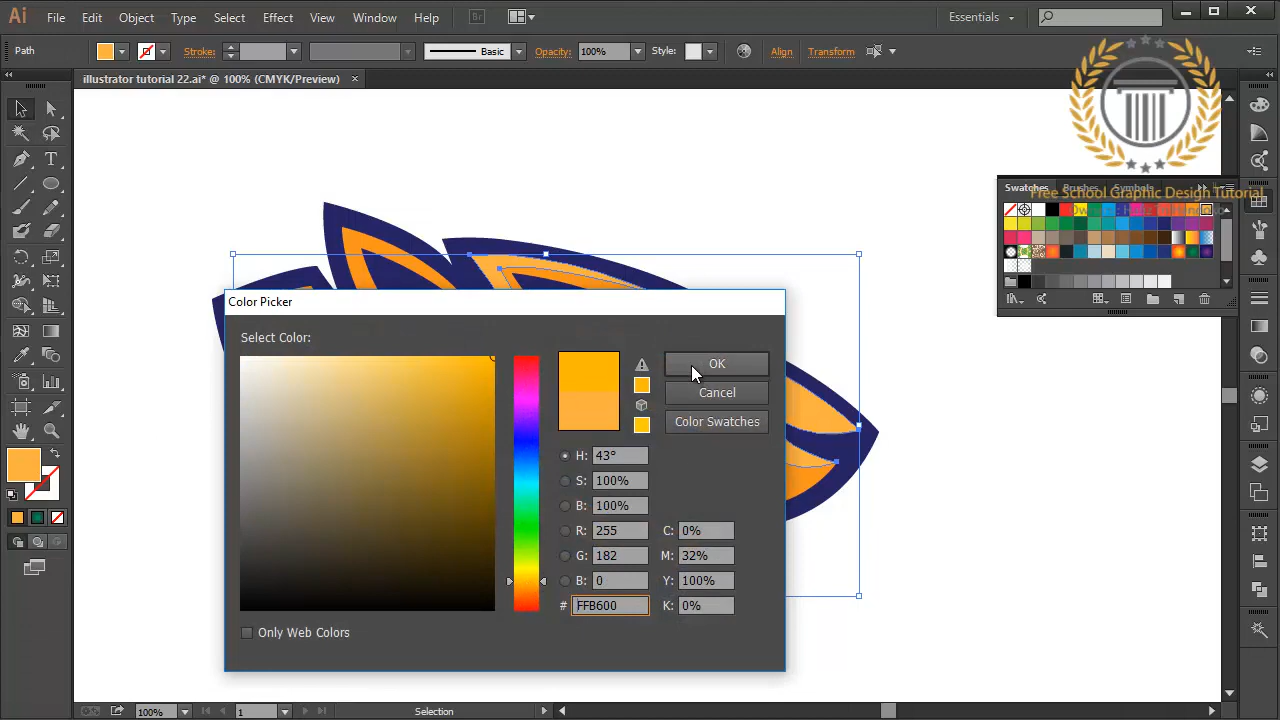 Ai File Edit Object Type Select Effect View Window Help Br Essentials
Path Stroke: Basic Opacity: 100% Style: Align Transform
illustrator tutorial 22.ai* @ 100% (CMYK/Preview) ×
Swatches Brushes Symbols
Free School Graphic Design Tutorial
Color Picker
Select Color:
OK
Cancel
Color Swatches
H: 43°
S: 100%
B: 100%
R: 255 C: 0%
G: 182 M: 32%
B: 0 Y: 100%
# FFB600 K: 0%
Only Web Colors
100% 1 Selection